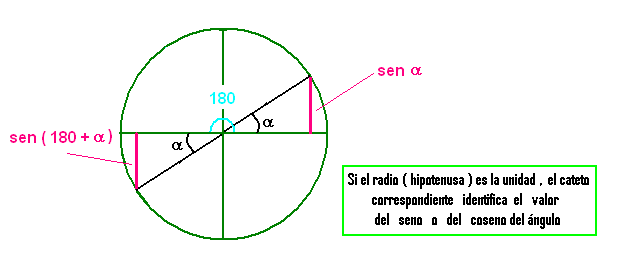 180
sen α
α
sen ( 180 + α )
α
Si el radio ( hipotenusa ) es la unidad , el cateto
correspondiente identifica el valor
del seno o del coseno del ángulo